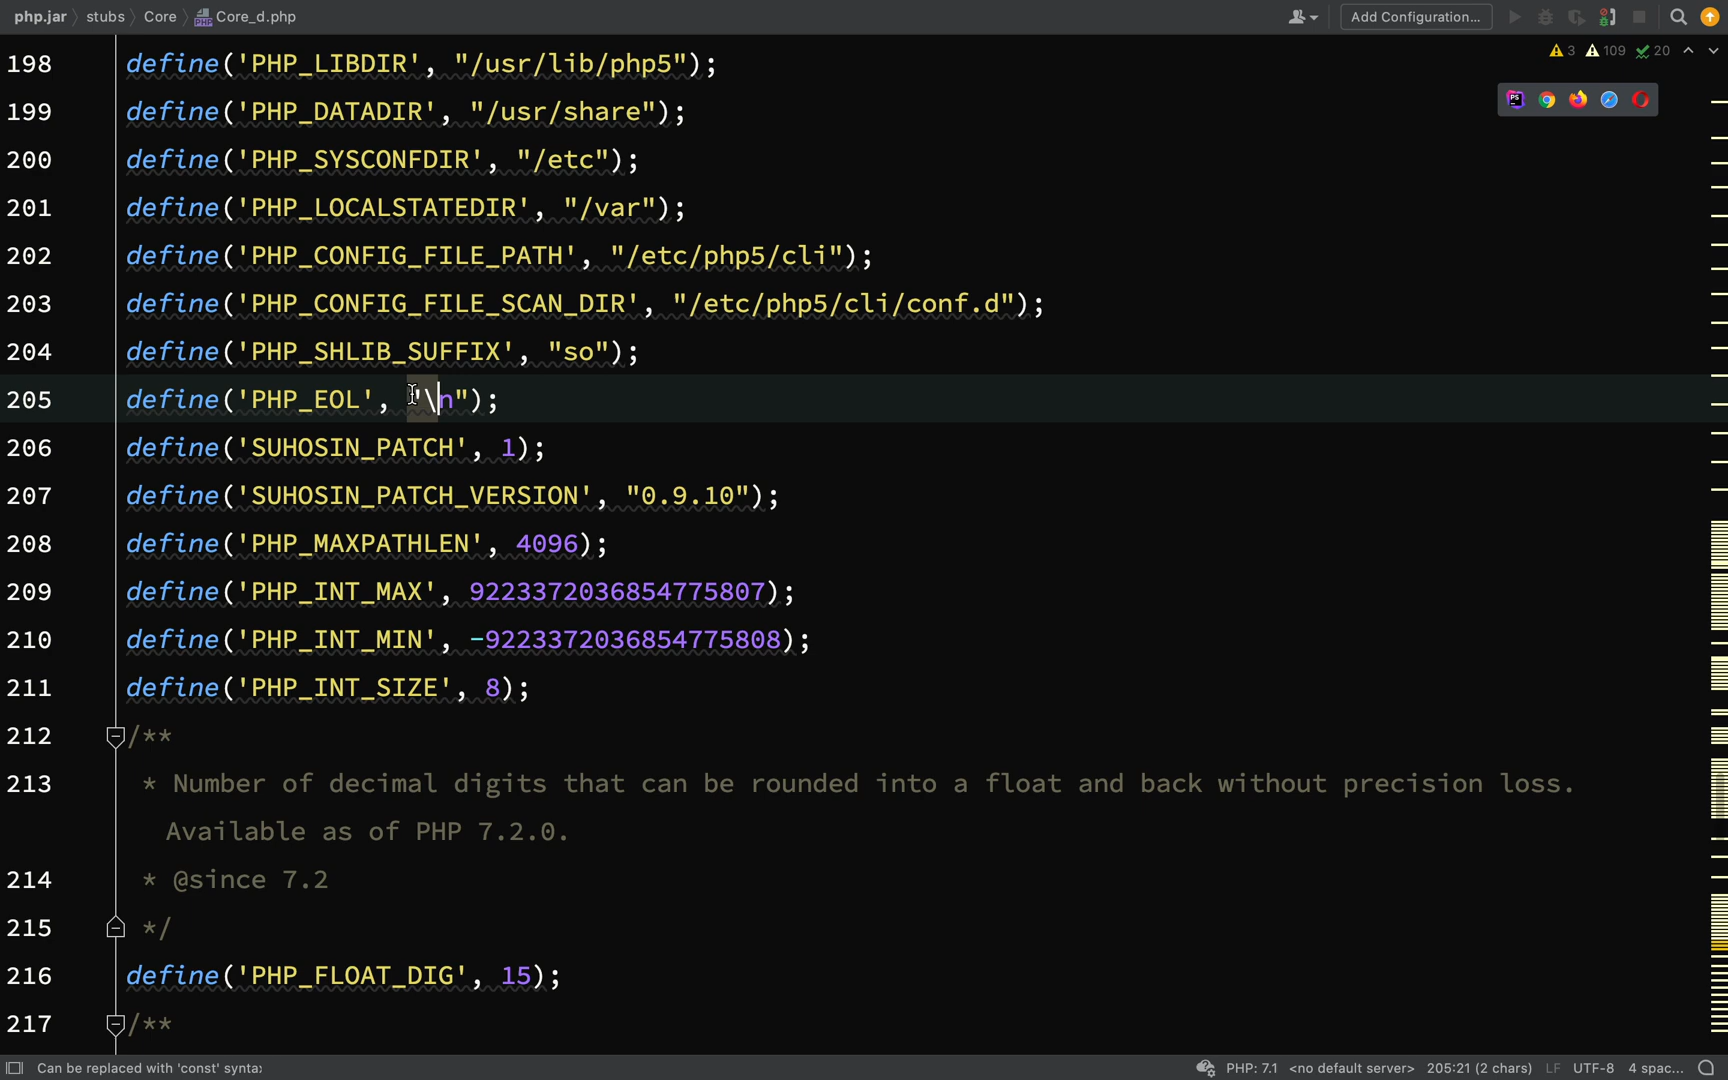 php.jar stubs Core Core_d.php Add Configuration...
3 109 20
198 define('PHP_LIBDIR', "/usr/lib/php5");
199 define('PHP_DATADIR', "/usr/share");
200 define('PHP_SYSCONFDIR', "/etc");
201 define('PHP_LOCALSTATEDIR', "/var");
202 define('PHP_CONFIG_FILE_PATH', "/etc/php5/cli");
203 define('PHP_CONFIG_FILE_SCAN_DIR', "/etc/php5/cli/conf.d");
204 define('PHP_SHLIB_SUFFIX', "so");
205 define('PHP_EOL', "\n");
206 define('SUHOSIN_PATCH', 1);
207 define('SUHOSIN_PATCH_VERSION', "0.9.10");
208 define('PHP_MAXPATHLEN', 4096);
209 define('PHP_INT_MAX', 9223372036854775807);
210 define('PHP_INT_MIN', -9223372036854775808);
211 define('PHP_INT_SIZE', 8);
212 /**
213 * Number of decimal digits that can be rounded into a float and back without precision loss.
Available as of PHP 7.2.0.
214 * @since 7.2
215 */
216 define('PHP_FLOAT_DIG', 15);
217 /**
Can be replaced with 'const' synta: PHP: 7.1 <no default server> 205:21 (2 chars) LF UTF-8 4 spac...